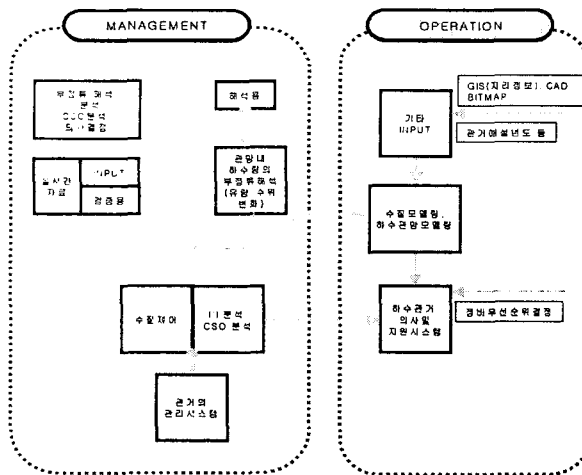 MANAGEMENT
부정류 해석
분석
CSO분석
의사결정
해석용
실시간
자료
INPUT
검증용
관망내
하수량의
부정류해석
(유량 수위
변화)
수질제어
I/I 분석
CSO 분석
관거의
관리시스템
OPERATION
GIS(지리정보), CAD
BITMAP
기타
INPUT
관거매설년도 등
수질모델링,
하수관망모델링
하수관거
의사및
지원시스템
정비우선순위결정